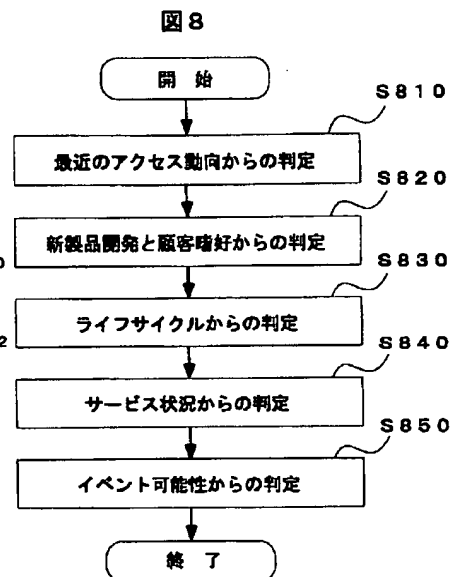 図8
開 始
S810
最近のアクセス動向からの判定
S820
新製品開発と顧客嗜好からの判定
S830
ライフサイクルからの判定
S840
サービス状況からの判定
S850
イベント可能性からの判定
終 了